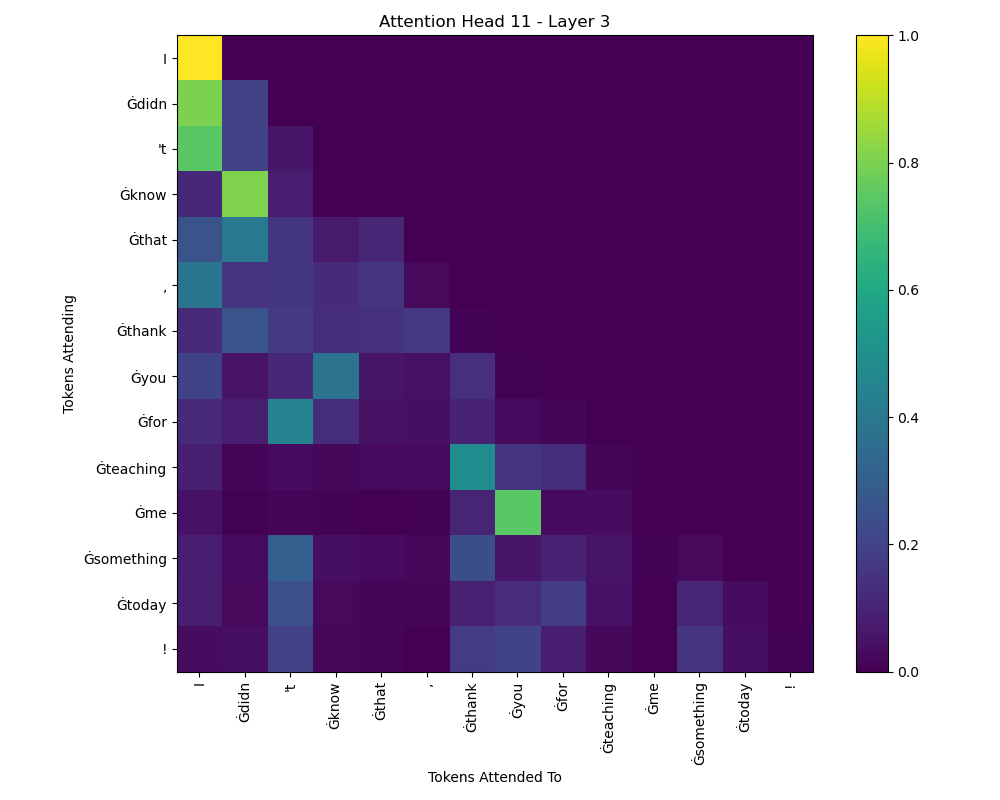 Attention Head 11 - Layer 3
I
Ġdidn
't
Ġknow
Ġthat
,
Ġthank
Ġyou
Ġfor
Ġteaching
Ġme
Ġsomething
Ġtoday
!
Tokens Attending
I
Ġdidn
't
Ġknow
Ġthat
,
Ġthank
Ġyou
Ġfor
Ġteaching
Ġme
Ġsomething
Ġtoday
!
Tokens Attended To
1.0
0.8
0.6
0.4
0.2
0.0